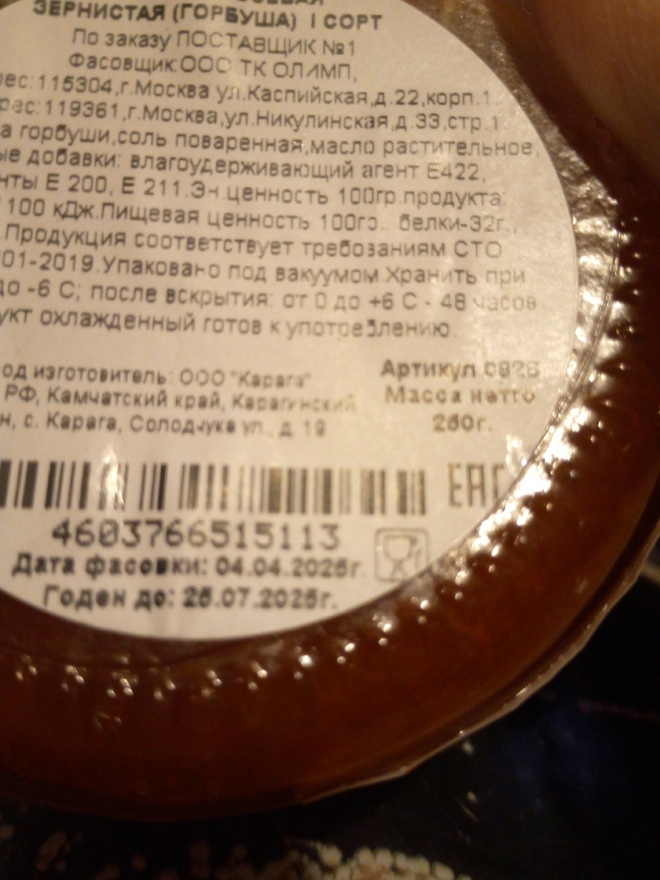 ЗЕРНИСТАЯ (ГОРБУША) I СОРТ
По заказу ПОСТАВЩИК №1
Фасовщик:ООО ТК ОЛИМП,
рес:115304,г.Москва ул.Каспийская,д.22,корп.1
рес:119361,г.Москва,ул.Никулинская,д.33,стр.1
а горбуши,соль поваренная,масло растительное,
ые добавки: влагоудерживающий агент Е422,
нты Е 200, Е 211.Эн.ценность 100гр.продукта:
100 кДж.Пищевая ценность 100гр.. белки-32г.,
.Продукция соответствует требованиям СТО
01-2019.Упаковано под вакуумом.Хранить при
до -6 С; после вскрытия: от 0 до +6 С - 48 часов
укт охлажденный готов к употреблению.
од изготовитель: ООО "Карага"
РФ, Камчатский край, Карагинский
н, с. Карага, Солодчука ул., д. 19
Артикул
Масса нетто
250г.
ЕАС
4603766515113
Дата фасовки: 04.04.2025г.
Годен до: 25.07.2025г.